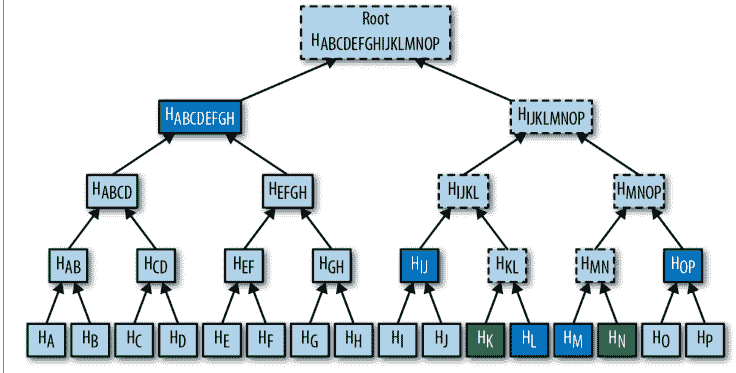 Root
HABCDEFGHIJKLMNOP
HABCDEFGH
HIJKLMNOP
HABCD
HEFGH
HIJKL
HMNOP
HAB
HCD
HEF
HGH
HIJ
HKL
HMN
HOP
HA
HB
HC
HD
HE
HF
HG
HH
HI
HJ
HK
HL
HM
HN
HO
HP